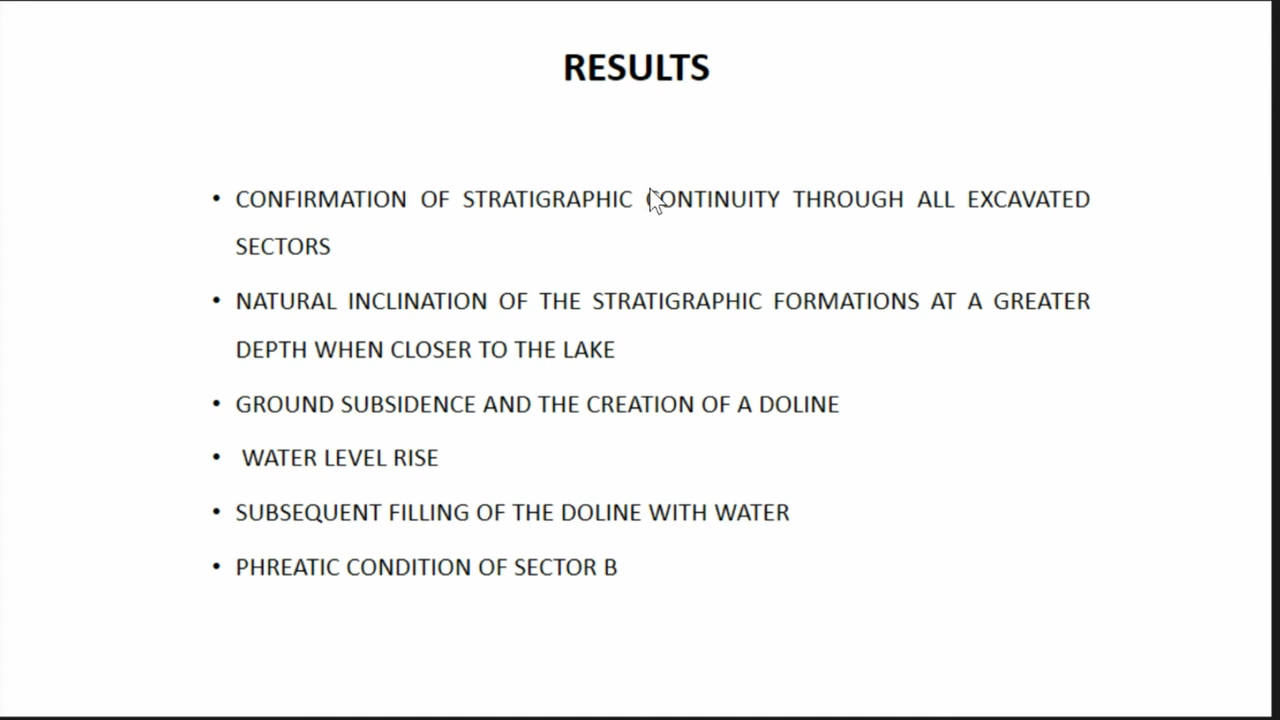 RESULTS
• CONFIRMATION OF STRATIGRAPHIC CONTINUITY THROUGH ALL EXCAVATED
SECTORS
• NATURAL INCLINATION OF THE STRATIGRAPHIC FORMATIONS AT A GREATER
DEPTH WHEN CLOSER TO THE LAKE
• GROUND SUBSIDENCE AND THE CREATION OF A DOLINE
• WATER LEVEL RISE
• SUBSEQUENT FILLING OF THE DOLINE WITH WATER
• PHREATIC CONDITION OF SECTOR B